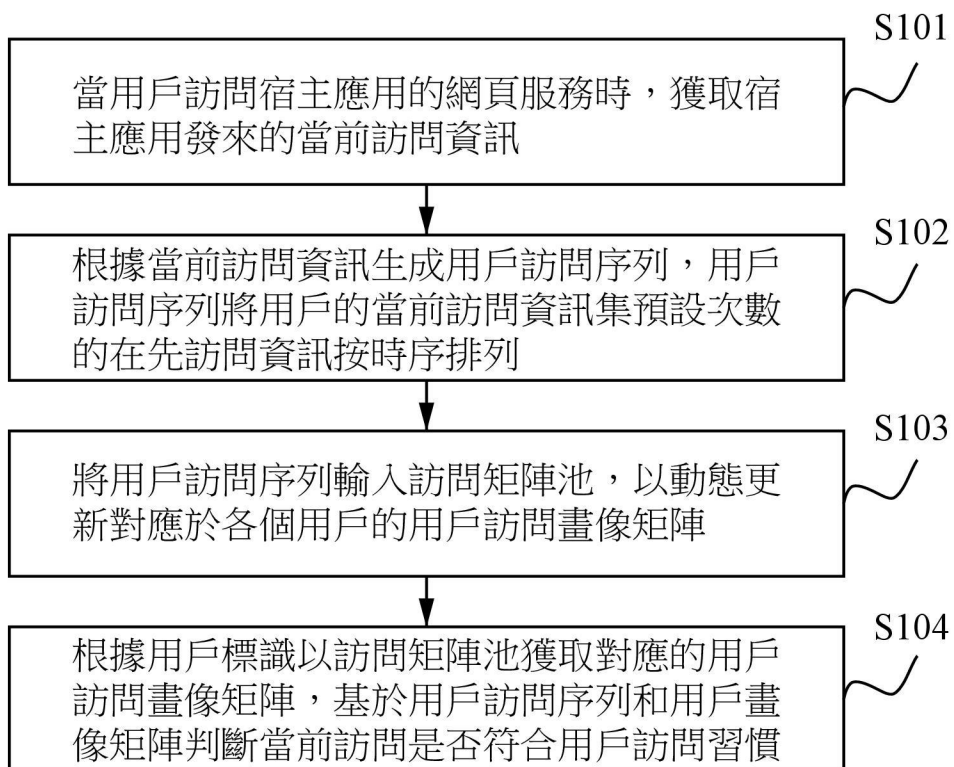 S101
當用戶訪問宿主應用的網頁服務時，獲取宿
主應用發來的當前訪問資訊
S102
根據當前訪問資訊生成用戶訪問序列，用戶
訪問序列將用戶的當前訪問資訊集預設次數
的在先訪問資訊按時序排列
S103
將用戶訪問序列輸入訪問矩陣池，以動態更
新對應於各個用戶的用戶訪問畫像矩陣
S104
根據用戶標識以訪問矩陣池獲取對應的用戶
訪問畫像矩陣，基於用戶訪問序列和用戶畫
像矩陣判斷當前訪問是否符合用戶訪問習慣